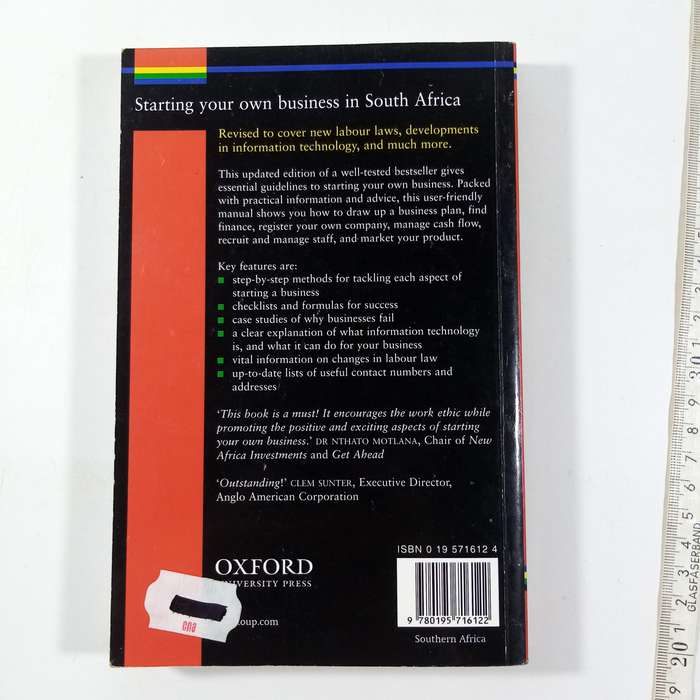 Starting your own business in South Africa
Revised to cover new labour laws, developments
in information technology, and much more.
This updated edition of a well-tested bestseller gives
essential guidelines to starting your own business. Packed
with practical information and advice, this user-friendly
manual shows you how to draw up a business plan, find
finance, register your own company, manage cash flow,
recruit and manage staff, and market your product.
Key features are:
step-by-step methods for tackling each aspect of
starting a business
checklists and formulas for success
case studies of why businesses fail
a clear explanation of what information technology
is, and what it can do for your business
vital information on changes in labour law
up-to-date lists of useful contact numbers and
addresses
‘This book is a must! It encourages the work ethic while
promoting the positive and exciting aspects of starting
your own business.’ DR NTHATO MOTLANA, Chair of New
Africa Investments and Get Ahead
‘Outstanding!’ CLEM SUNTER, Executive Director,
Anglo American Corporation
OXFORD
UNIVERSITY PRESS
oup.com
cna
ISBN 0 19 571612 4
9 780195 716122
Southern Africa
GLASFASERBAND